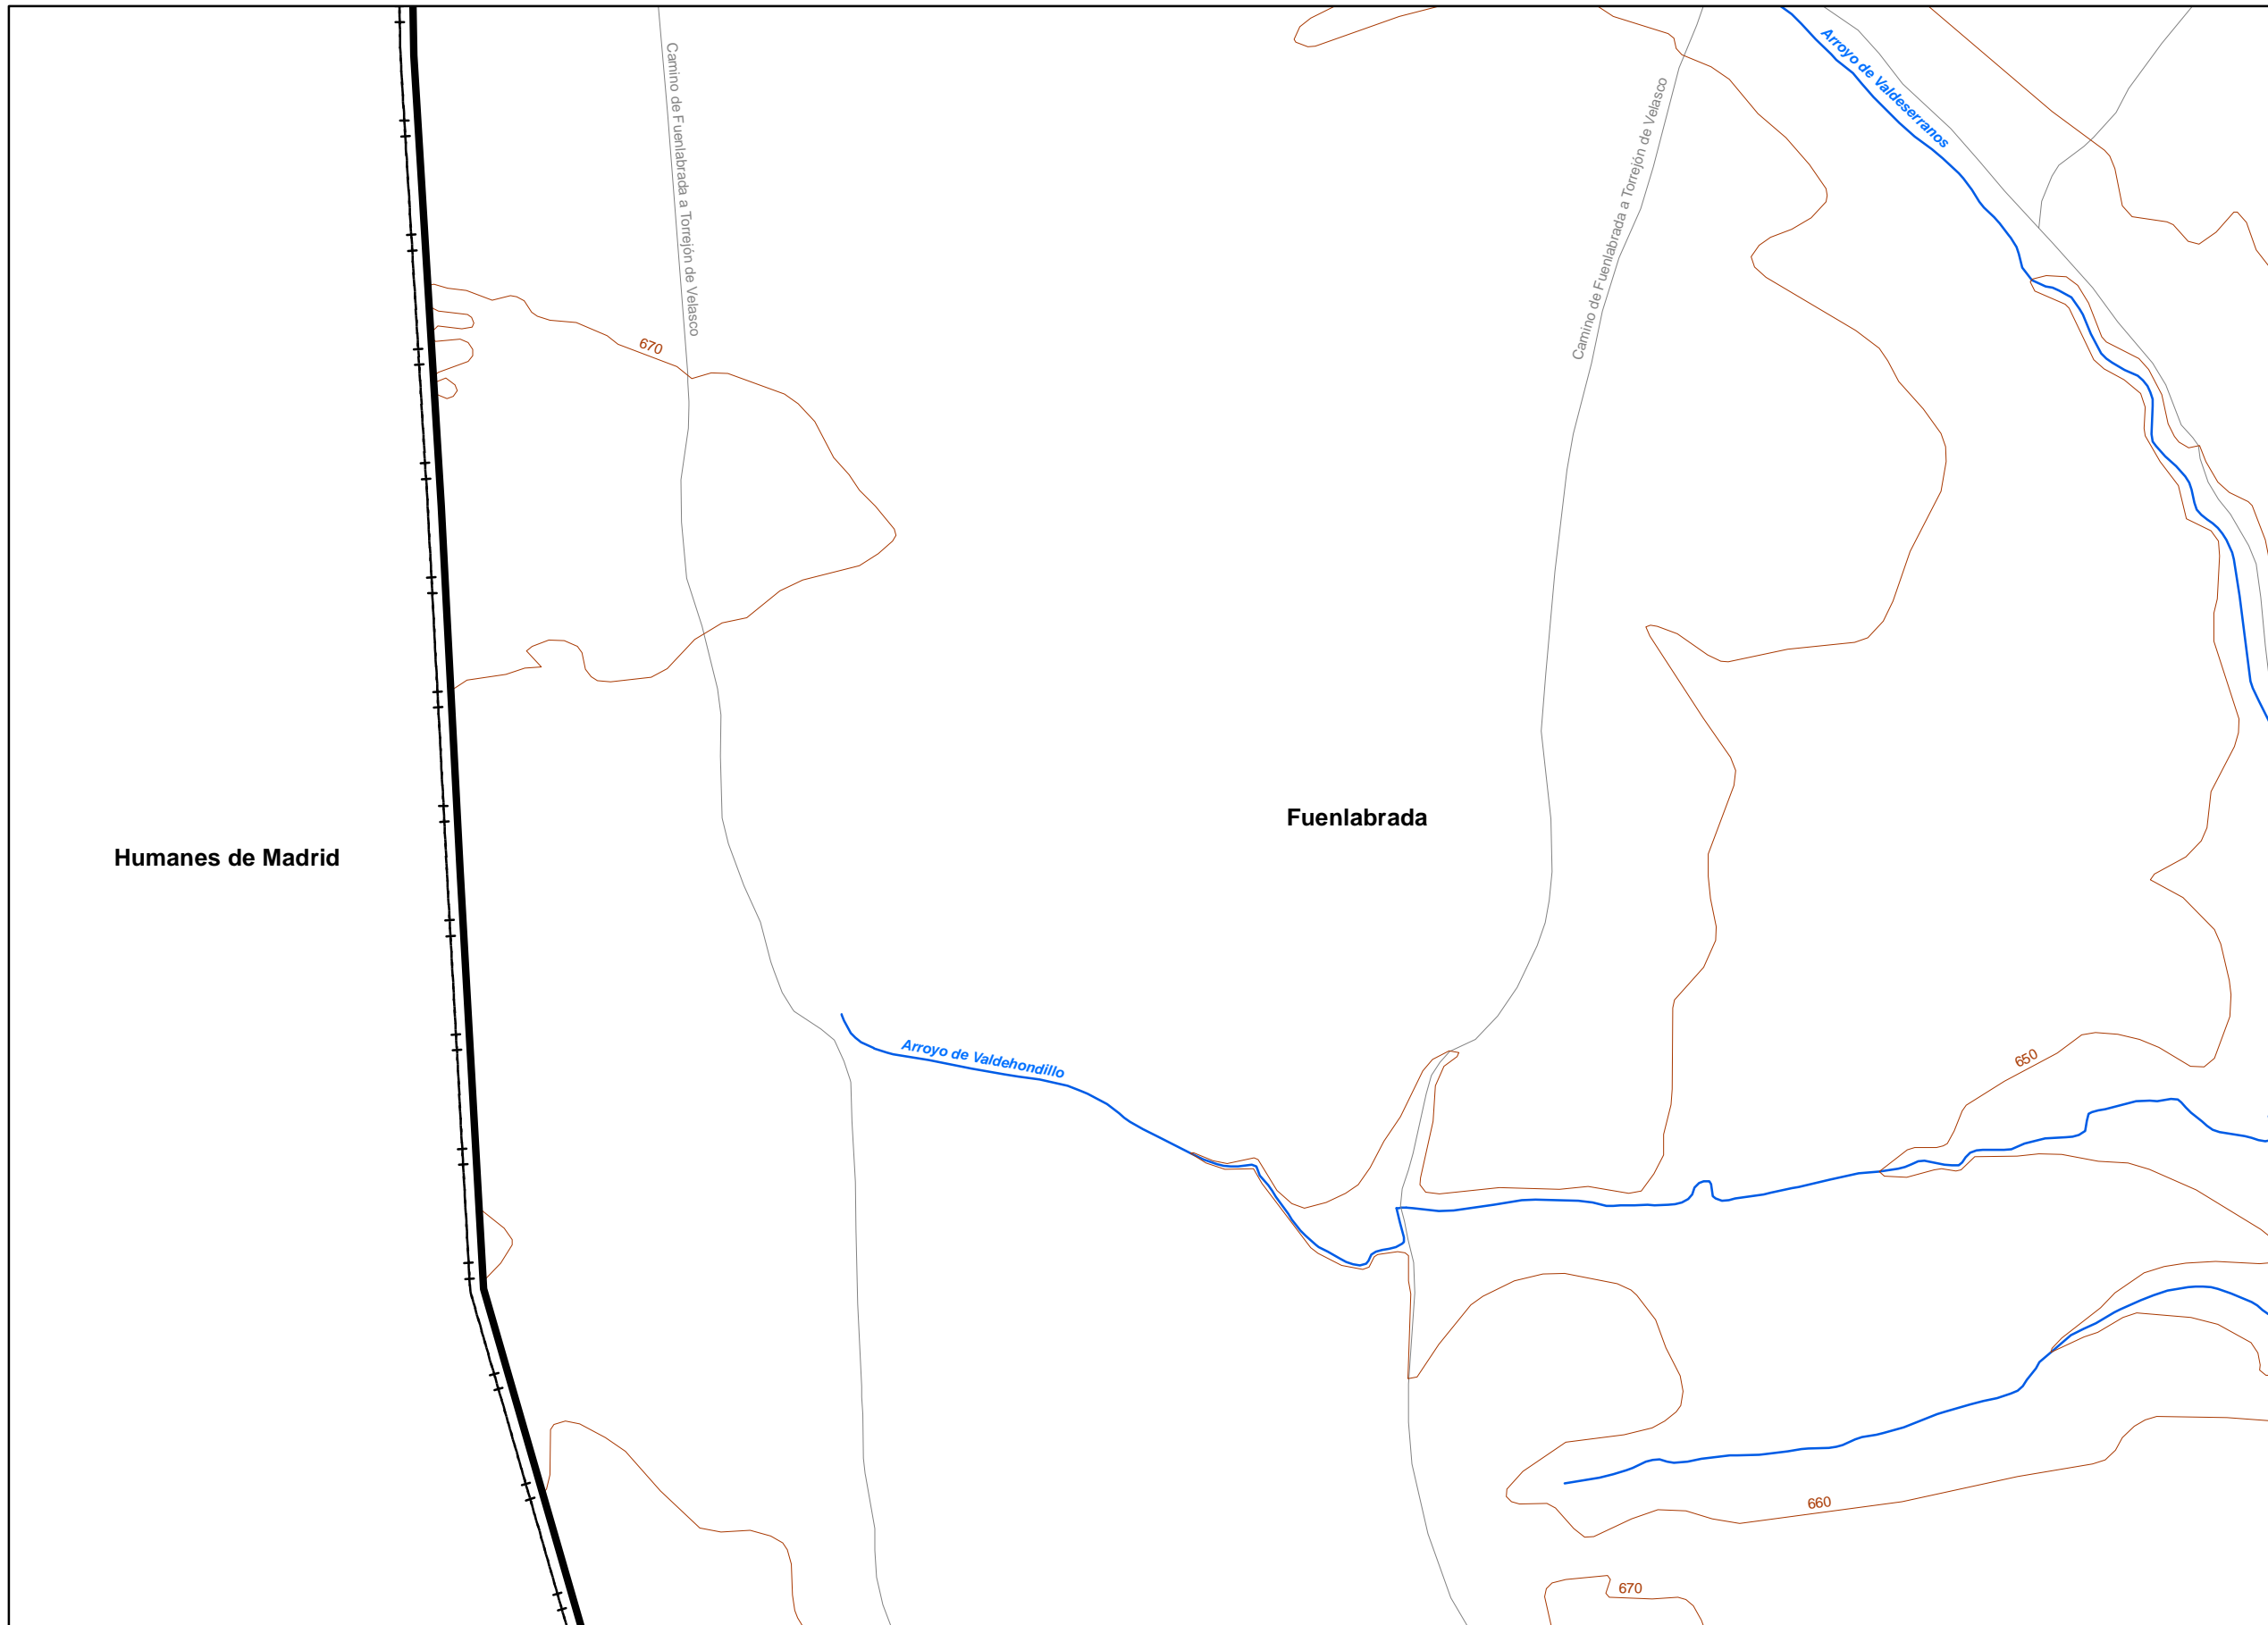 Arroyo de Valdeserranos
Camino de Fuenlabrada a Torrejón de Velasco
Camino de Fuenlabrada a Torrejón de Velasco
670
Fuenlabrada
Humanes de Madrid
Arroyo de Valdehondillo
650
660
670